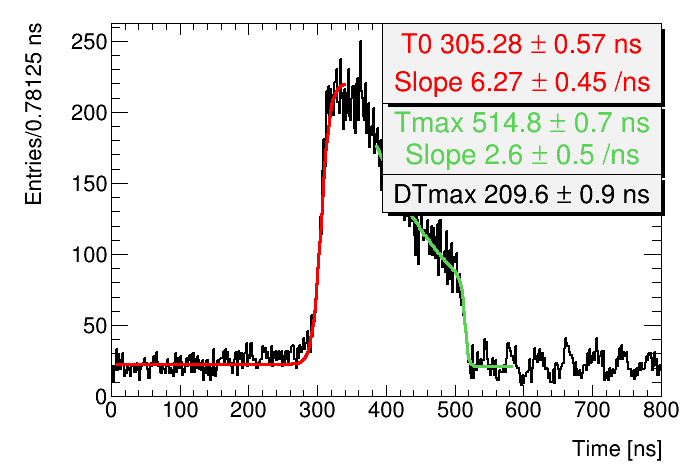 Entries/0.78125 ns
250
200
150
100
50
0
T0 305.28 ± 0.57 ns
Slope 6.27 ± 0.45 /ns
Tmax 514.8 ± 0.7 ns
Slope 2.6 ± 0.5 /ns
DTmax 209.6 ± 0.9 ns
0 100 200 300 400 500 600 700 800
Time [ns]